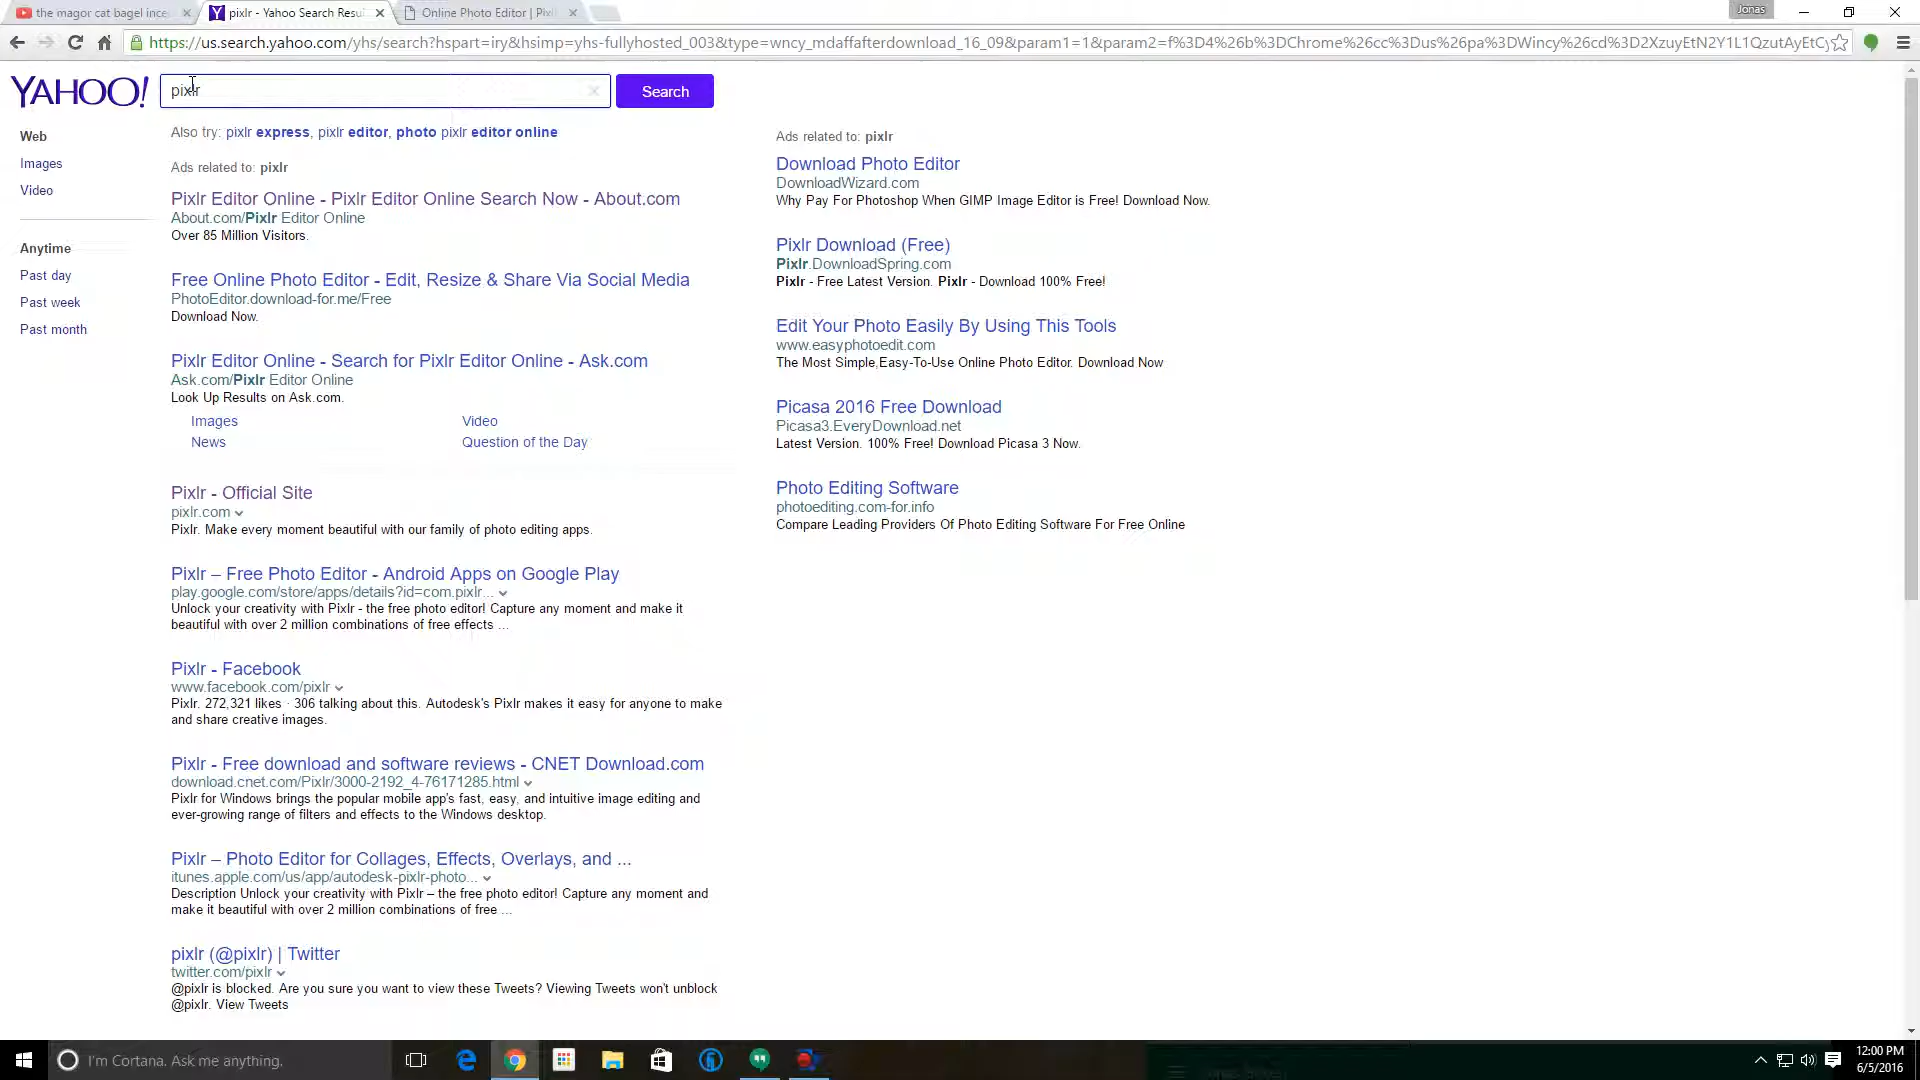 the magor cat bagel ince
pixlr - Yahoo Search Resu
Online Photo Editor | Pixl
Jonas
https://us.search.yahoo.com/yhs/search?hspart=iry&hsimp=yhs-fullyhosted_003&type=wncy_mdaffafterdownload_16_09&param1=1&param2=f%3D4%26b%3DChrome%26cc%3Dus%26pa%3DWincy%26cd%3D2XzuyEtN2Y1L1QzutAyEtCy
YAHOO!
pixlr
Search
Web
Images
Video
Anytime
Past day
Past week
Past month
Also try: pixlr express, pixlr editor, photo pixlr editor online
Ads related to: pixlr
Pixlr Editor Online - Pixlr Editor Online Search Now - About.com
About.com/Pixlr Editor Online
Over 85 Million Visitors.
Free Online Photo Editor - Edit, Resize & Share Via Social Media
PhotoEditor.download-for.me/Free
Download Now.
Pixlr Editor Online - Search for Pixlr Editor Online - Ask.com
Ask.com/Pixlr Editor Online
Look Up Results on Ask.com.
Images
Video
News
Question of the Day
Pixlr - Official Site
pixlr.com
Pixlr. Make every moment beautiful with our family of photo editing apps.
Pixlr – Free Photo Editor - Android Apps on Google Play
play.google.com/store/apps/details?id=com.pixlr...
Unlock your creativity with Pixlr - the free photo editor! Capture any moment and make it
beautiful with over 2 million combinations of free effects ...
Pixlr - Facebook
www.facebook.com/pixlr
Pixlr. 272,321 likes · 306 talking about this. Autodesk's Pixlr makes it easy for anyone to make
and share creative images.
Pixlr - Free download and software reviews - CNET Download.com
download.cnet.com/Pixlr/3000-2192_4-76171285.html
Pixlr for Windows brings the popular mobile app's fast, easy, and intuitive image editing and
ever-growing range of filters and effects to the Windows desktop.
Pixlr – Photo Editor for Collages, Effects, Overlays, and ...
itunes.apple.com/us/app/autodesk-pixlr-photo...
Description Unlock your creativity with Pixlr – the free photo editor! Capture any moment and
make it beautiful with over 2 million combinations of free ...
pixlr (@pixlr) | Twitter
twitter.com/pixlr
@pixlr is blocked. Are you sure you want to view these Tweets? Viewing Tweets won't unblock
@pixlr. View Tweets
Ads related to: pixlr
Download Photo Editor
DownloadWizard.com
Why Pay For Photoshop When GIMP Image Editor is Free! Download Now.
Pixlr Download (Free)
Pixlr.DownloadSpring.com
Pixlr - Free Latest Version. Pixlr - Download 100% Free!
Edit Your Photo Easily By Using This Tools
www.easyphotoedit.com
The Most Simple,Easy-To-Use Online Photo Editor. Download Now
Picasa 2016 Free Download
Picasa3.EveryDownload.net
Latest Version. 100% Free! Download Picasa 3 Now.
Photo Editing Software
photoediting.com-for.info
Compare Leading Providers Of Photo Editing Software For Free Online
I'm Cortana. Ask me anything.
12:00 PM
6/5/2016